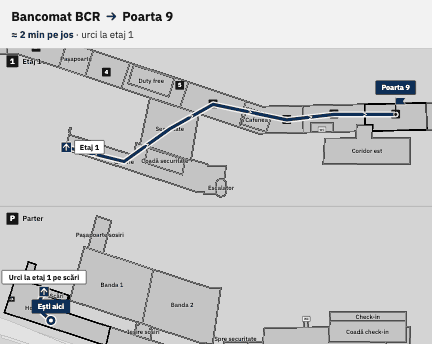 Bancomat BCR → Poarta 9
≈ 2 min pe jos · urci la etaj 1
1 Etaj 1
Pașapoarte
4
Duty free
5
Poarta 9
Cafenea
Securitate
Etaj 1
Coadă securitate
Coridor est
Escalator
P Parter
Pașapoarte sosiri
Urci la etaj 1 pe scări
Banda 1
Ești aici
Banda 2
Ieșire sosiri
Spre securitate
Check-in
Coadă check-in